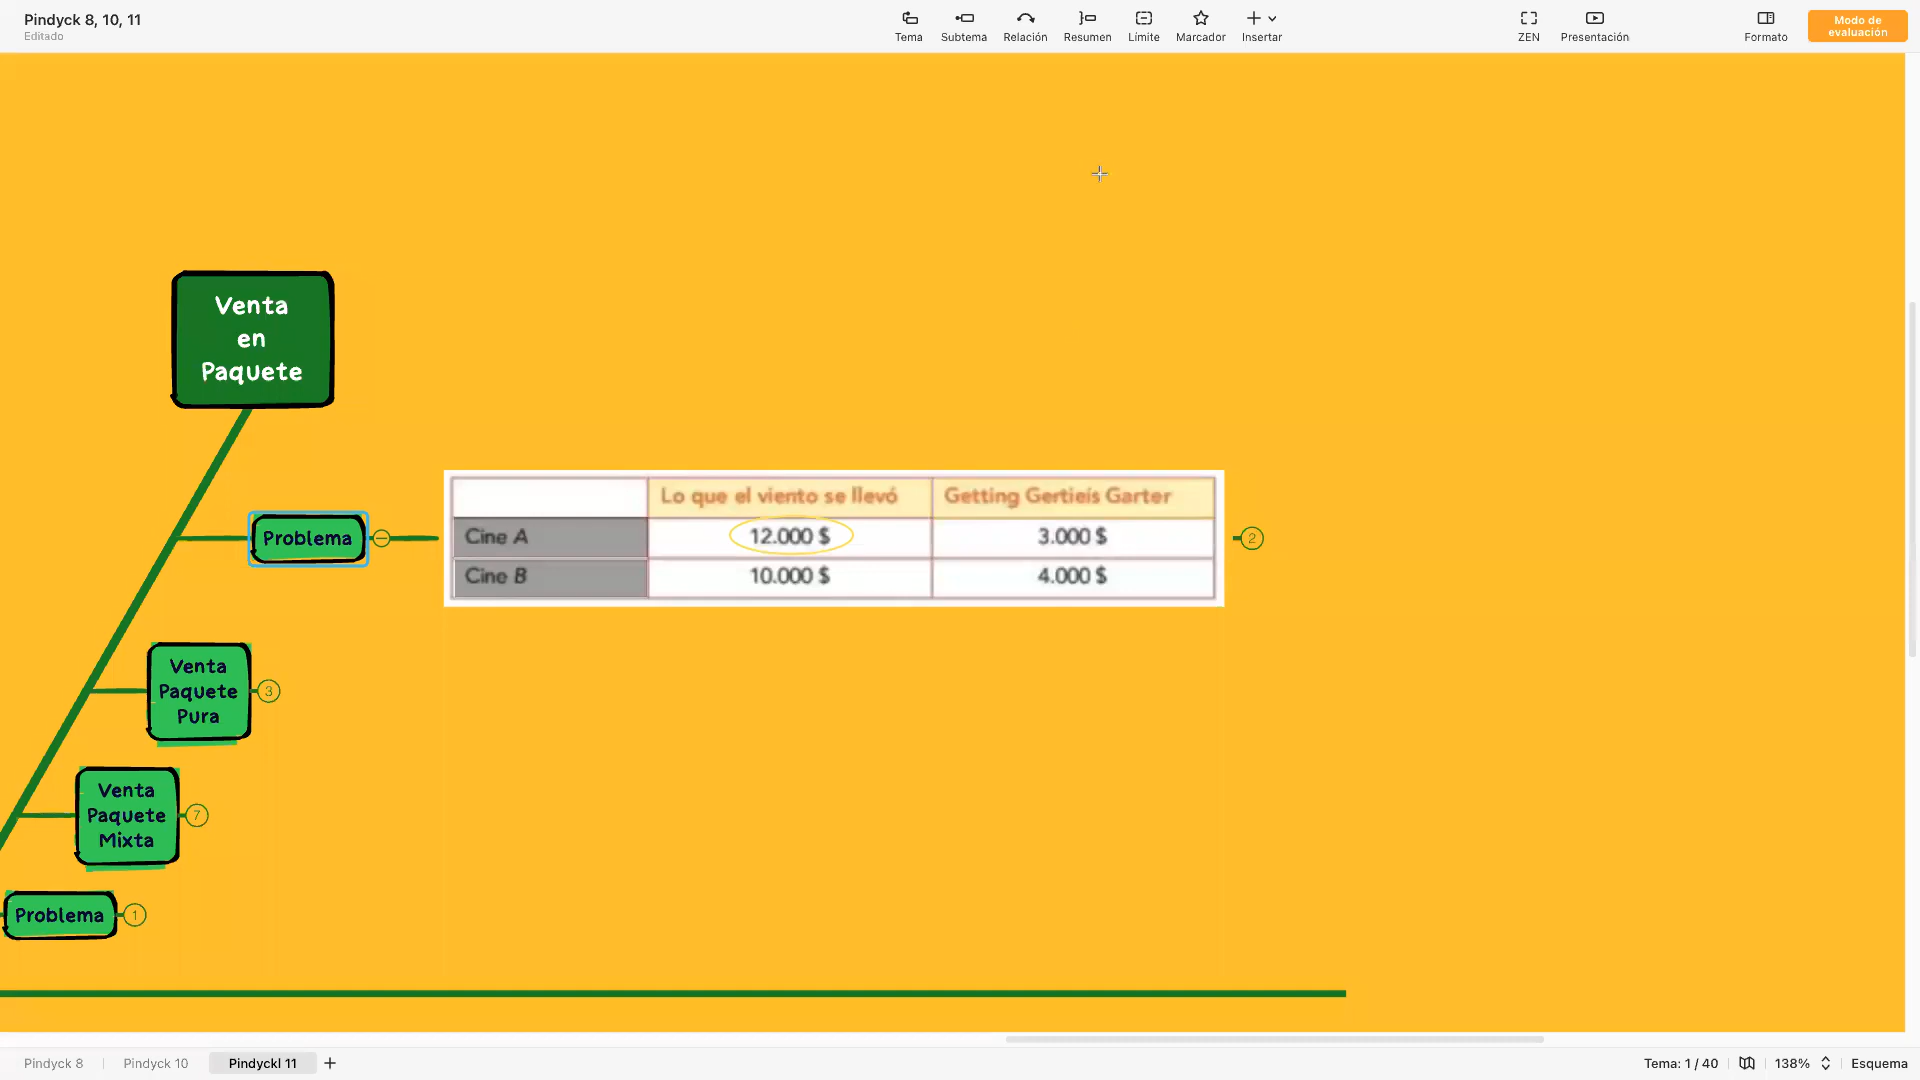 Pindyck 8, 10, 11
Editado
Tema
Subtema
Relación
Resumen
Límite
Marcador
Insertar
ZEN
Presentación
Formato
Modo de
evaluación
Venta
en
Paquete
Problema
Lo que el viento se llevó
Getting Gertieís Garter
Cine A
12.000 $
3.000 $
Cine B
10.000 $
4.000 $
2
Venta
Paquete
Pura
3
Venta
Paquete
Mixta
7
Problema
1
Pindyck 8
Pindyck 10
Pindyckl 11
Tema: 1 / 40
138%
Esquema